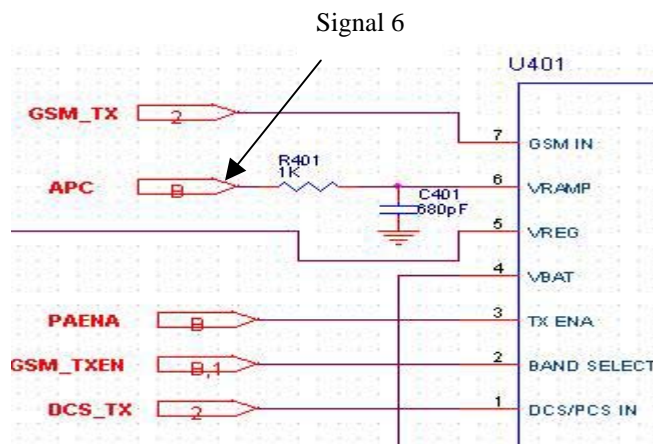 Signal 6
U401
GSM_TX 2
7 GSM IN
R401
1K
APC B
6 VRAMP
C401
680pF
5 VREG
4 VBAT
PAENA B
3 TX ENA
GSM_TXEN B,1
2 BAND SELECT
DCS_TX 2
1 DCS/PCS IN